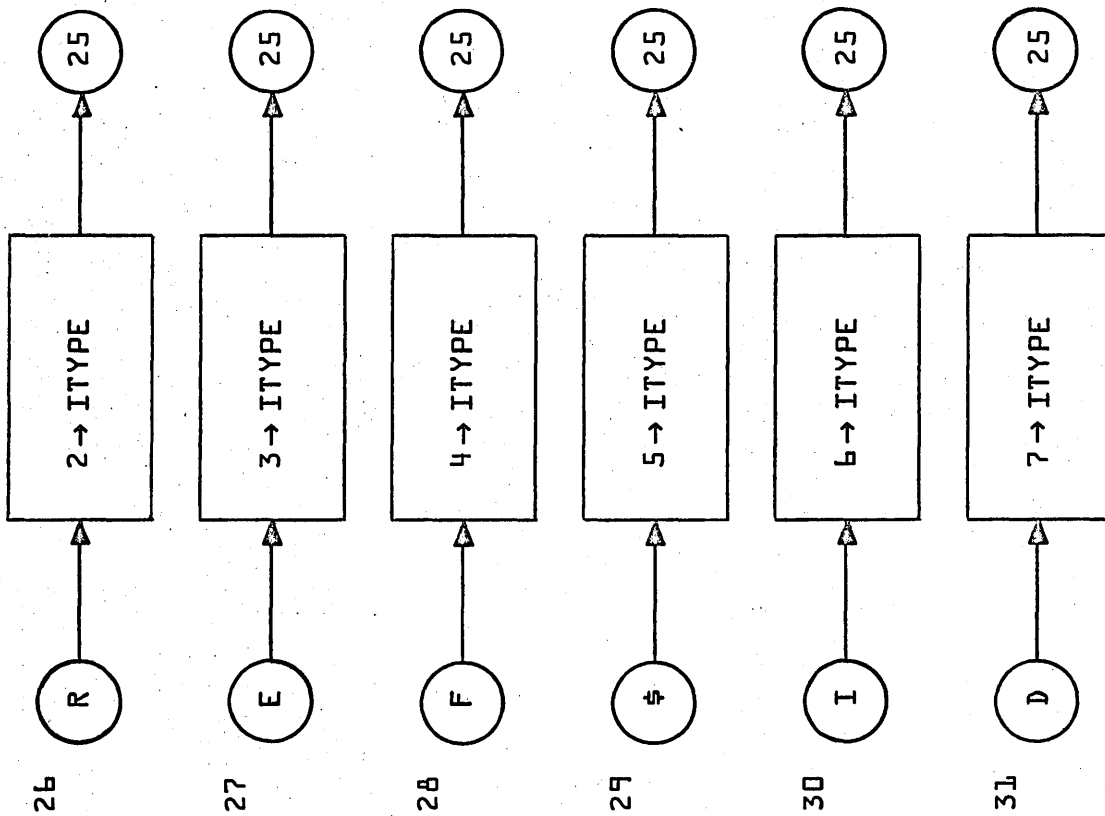 26 R 2→ITYPE 25
27 E 3→ITYPE 25
28 F 4→ITYPE 25
29 $ 5→ITYPE 25
30 I 6→ITYPE 25
31 D 7→ITYPE 25